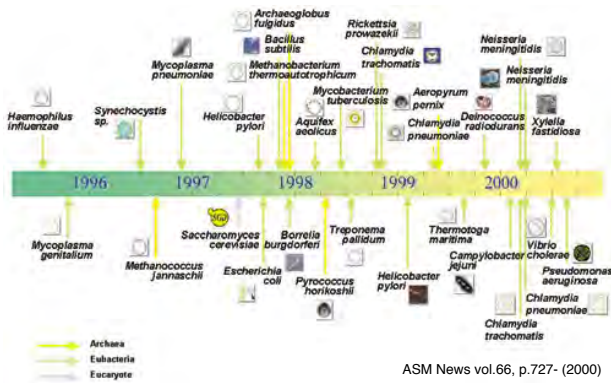 Archaeoglobus
fulgidus
Bacillus
subtilis
Methanobacterium
thermoautotrophicum
Mycoplasma
pneumoniae
Rickettsia
prowazekii
Chlamydia
trachomatis
Neisseria
meningitidis
Neisseria
meningitidis
Mycobacterium
tuberculosis
Aeropyrum
pernix
Haemophilus
influenzae
Synechocystis
sp.
Helicobacter
pylori
Aquifex
aeolicus
Chlamydia
pneumoniae
Deinococcus
radiodurans
Xylella
fastidiosa
1996 1997 1998 1999 2000
Mycoplasma
genitalium
Methanococcus
jannaschii
Saccharomyces
cerevisiae
SGD
Escherichia
coli
Borrelia
burgdorferi
Pyrococcus
horikoshii
Treponema
pallidum
Helicobacter
pylori
Thermotoga
maritima
Campylobacter
jejuni
Vibrio
cholerae
Pseudomonas
aeruginosa
Chlamydia
pneumoniae
Chlamydia
trachomatis
Archaea
Eubacteria
Eucaryote
ASM News vol.66, p.727- (2000)